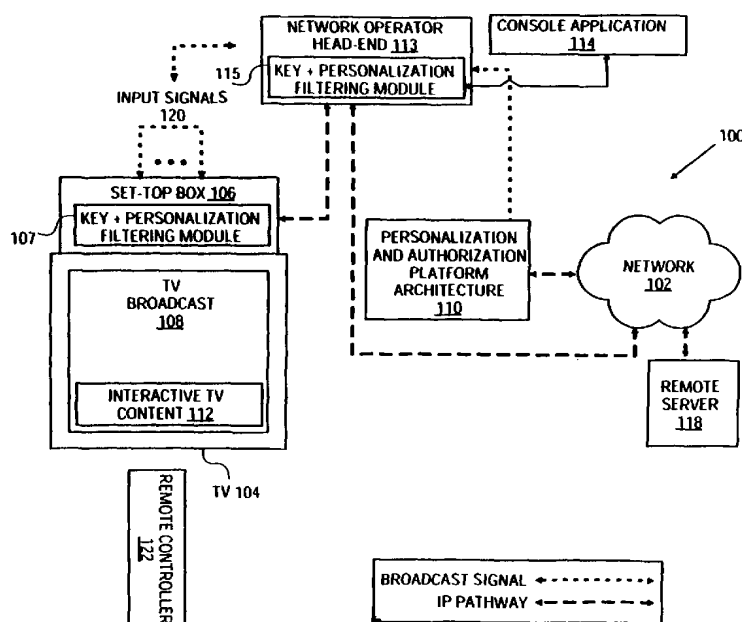 NETWORK OPERATOR
HEAD-END 113
CONSOLE APPLICATION
114
115
KEY + PERSONALIZATION
FILTERING MODULE
INPUT SIGNALS
120
100
SET-TOP BOX 106
107
KEY + PERSONALIZATION
FILTERING MODULE
PERSONALIZATION
AND AUTHORIZATION
PLATFORM
ARCHITECTURE
110
NETWORK
102
TV
BROADCAST
108
INTERACTIVE TV
CONTENT 112
REMOTE
SERVER
118
TV 104
REMOTE CONTROLLER
122
BROADCAST SIGNAL
IP PATHWAY